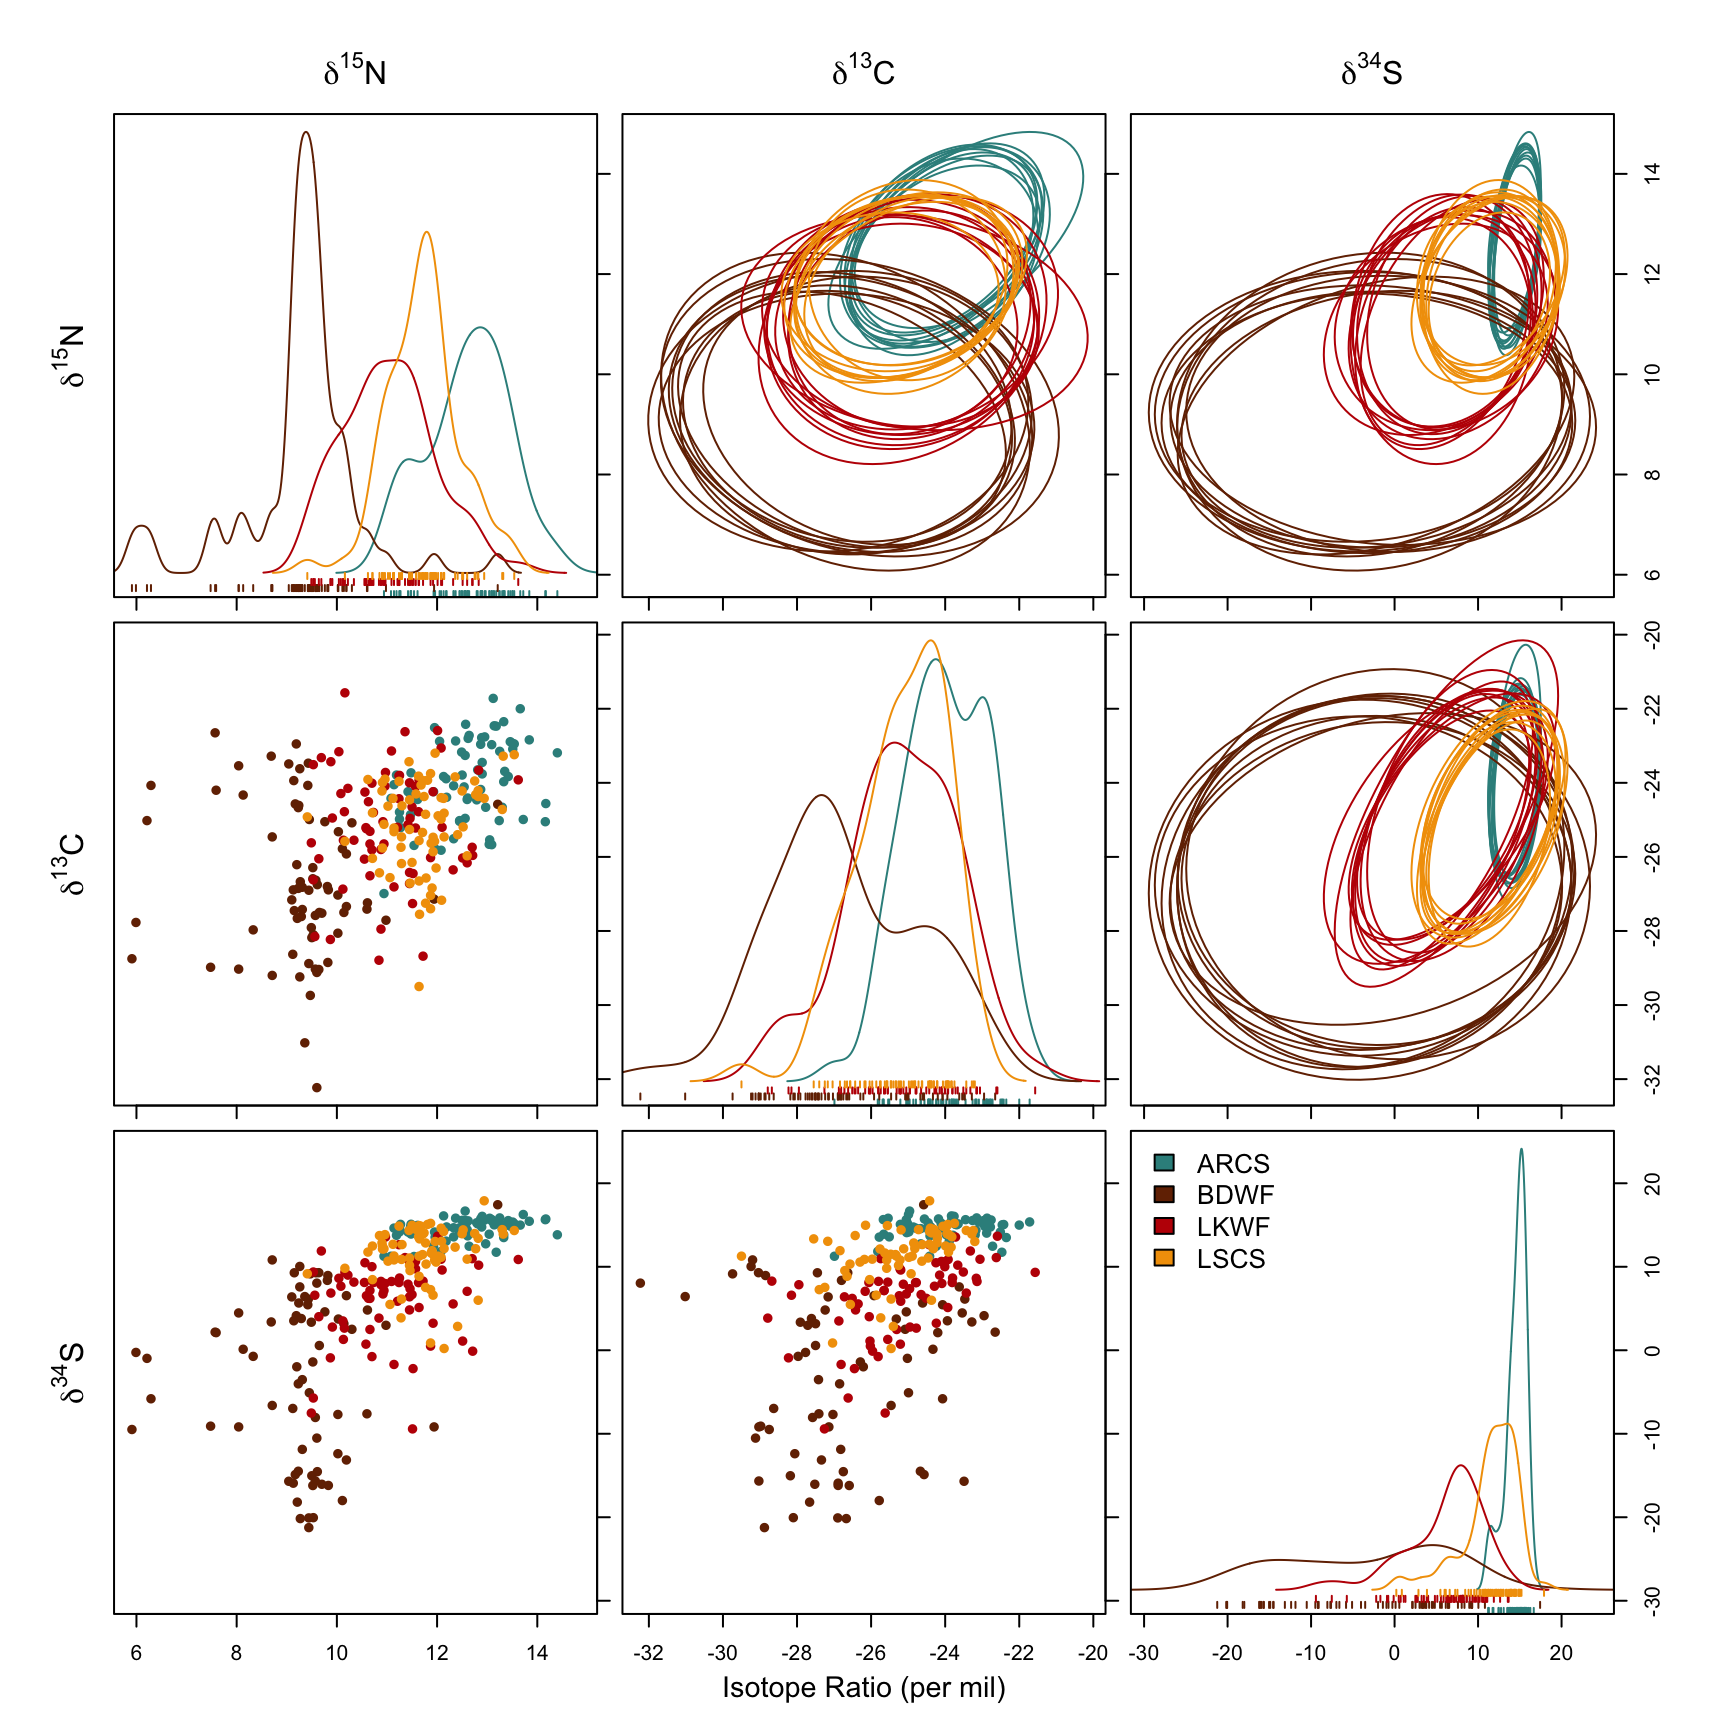 δ¹⁵N δ¹³C δ³⁴S
δ¹⁵N
14
12
10
8
6
δ¹³C
-20
-22
-24
-26
-28
-30
-32
δ³⁴S
ARCS
BDWF
LKWF
LSCS
20
10
0
-10
-20
-30
6 8 10 12 14 -32 -30 -28 -26 -24 -22 -20 -30 -20 -10 0 10 20
Isotope Ratio (per mil)